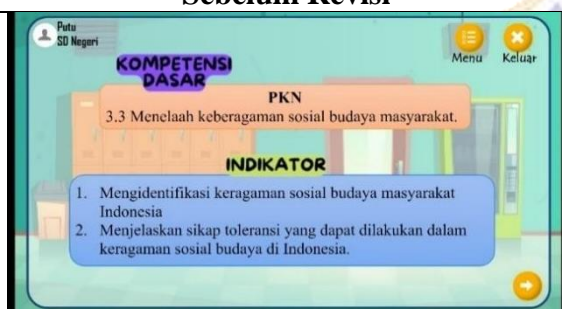 Sebelum Revisi
Putu
SD Negeri
Menu
Keluar
KOMPETENSI
DASAR
PKN
3.3 Menelaah keberagaman sosial budaya masyarakat.
INDIKATOR
1. Mengidentifikasi keragaman sosial budaya masyarakat
Indonesia
2. Menjelaskan sikap toleransi yang dapat dilakukan dalam
keragaman sosial budaya di Indonesia.